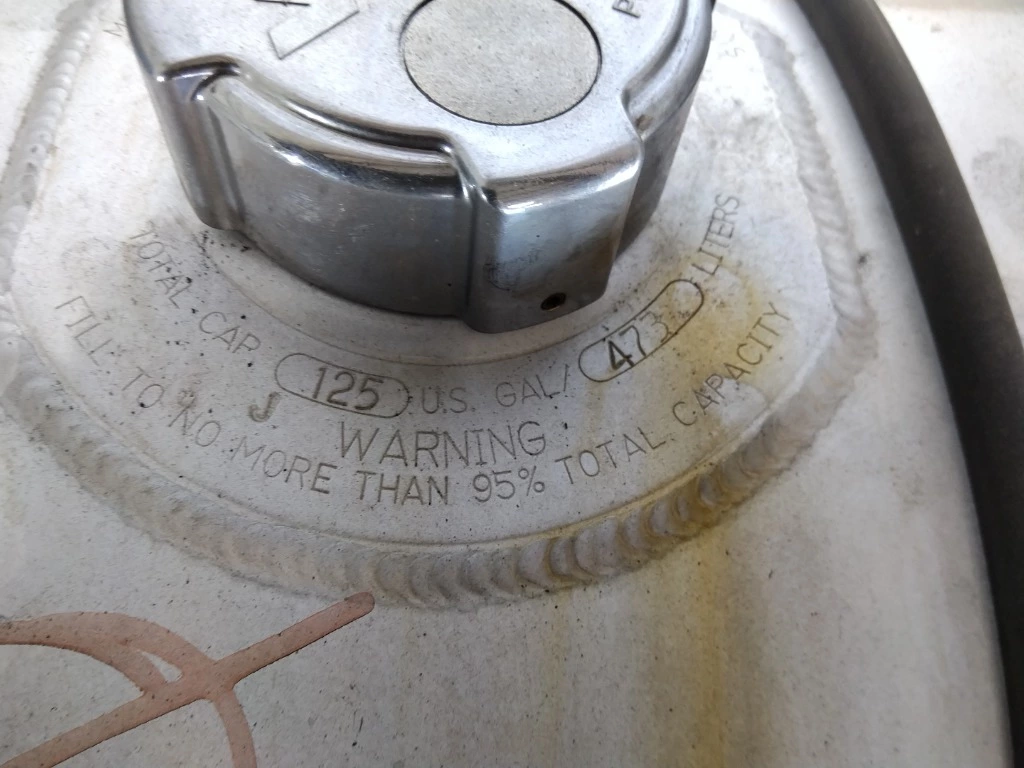 TOTAL CAP. 125 U.S. GAL/ 473 LITERS
J
WARNING
FILL TO NO MORE THAN 95% TOTAL CAPACITY